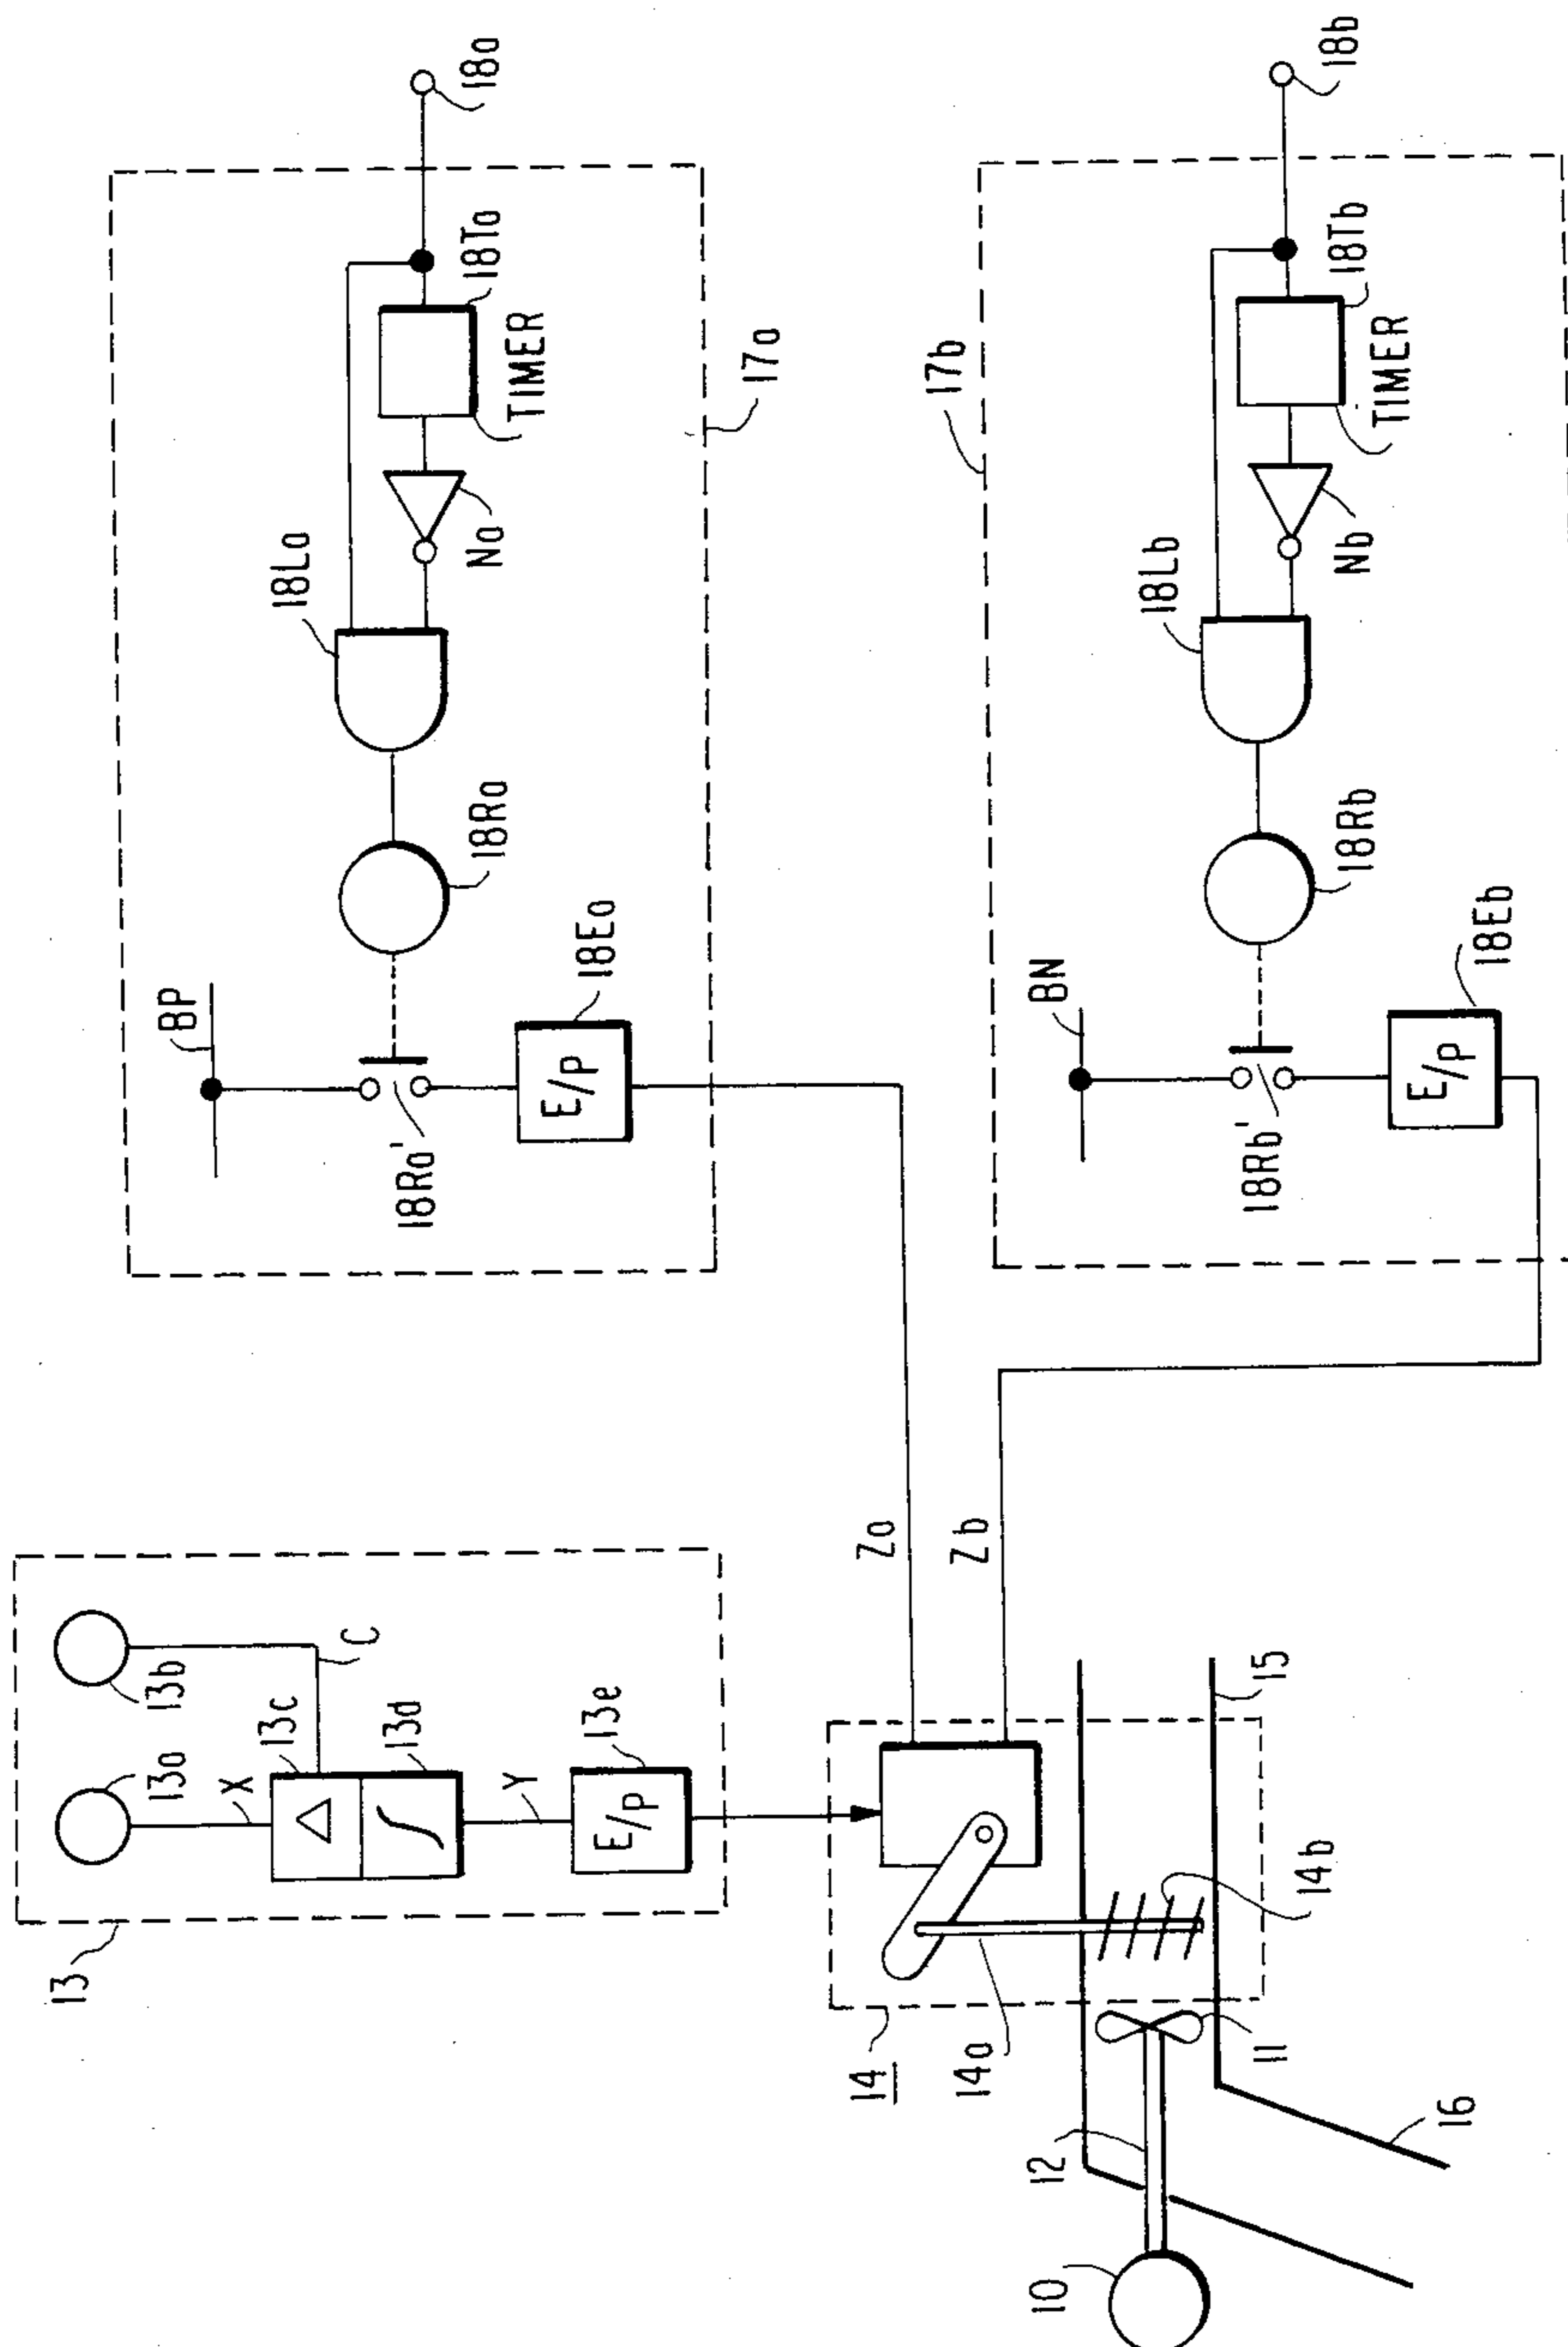 13
13a
13b
BP
X
13c
18La
C
13d
18Ra'
18Ra
Na
18Ta
18a
Y
TIMER
E/P
13e
E/P
18Ea
17a
14
Za
17b
14a
Zb
10
12
BN
18Lb
11
15
18Rb'
14b
18Rb
Nb
18Tb
18b
TIMER
16
E/P
18Eb